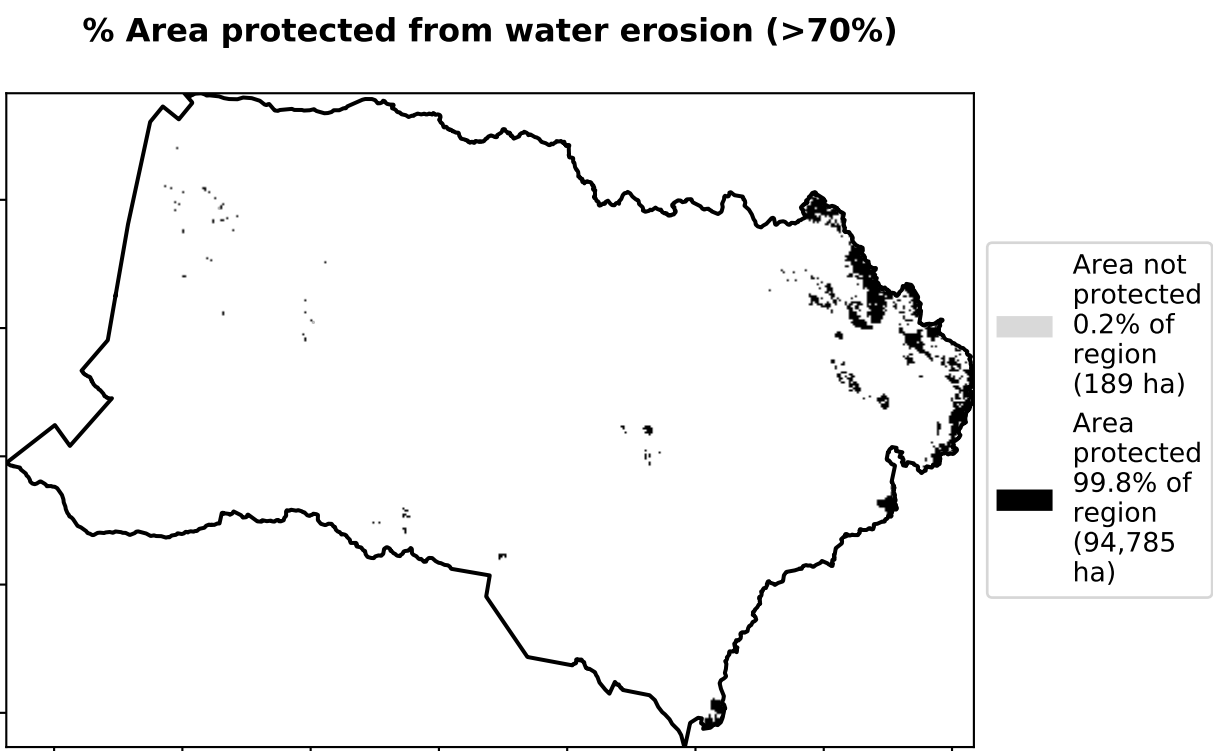 % Area protected from water erosion (>70%)
Area not
protected
0.2% of
region
(189 ha)
Area
protected
99.8% of
region
(94,785
ha)